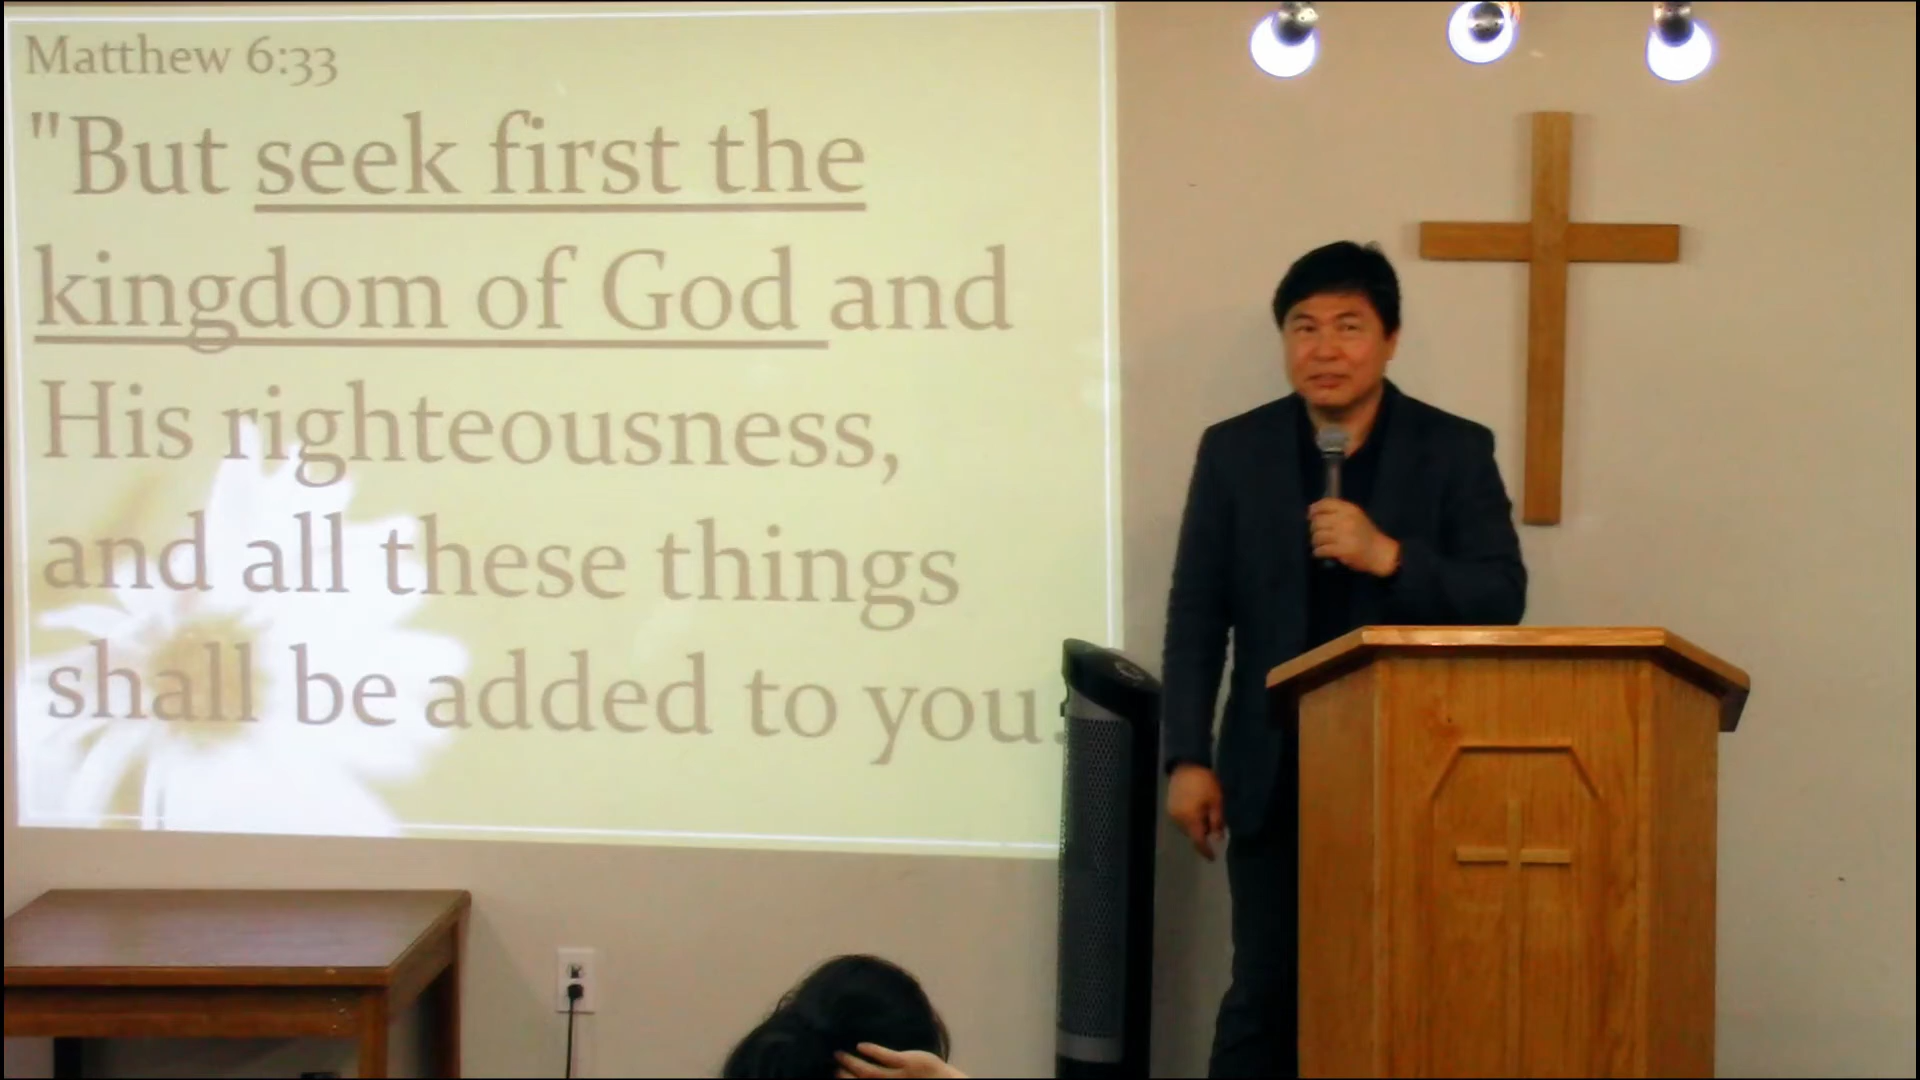 Matthew 6:33
"But seek first the
kingdom of God and
His righteousness,
and all these things
shall be added to you.